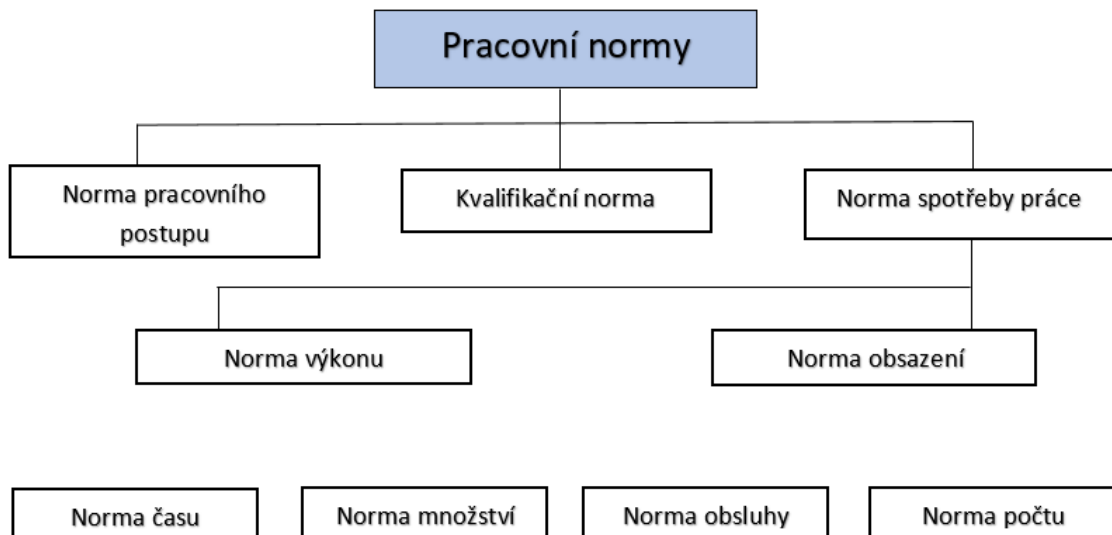 Pracovní normy
Norma pracovního
postupu
Kvalifikační norma
Norma spotřeby práce
Norma výkonu
Norma obsazení
Norma času
Norma množství
Norma obsluhy
Norma počtu